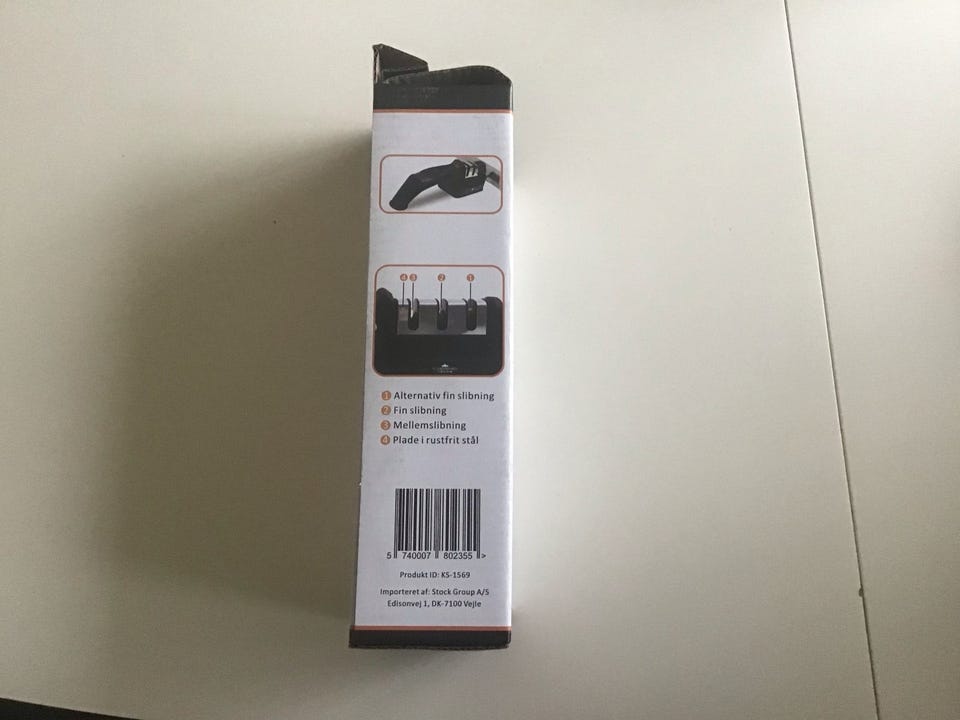 4 3 2 1
1 Alternativ fin slibning
2 Fin slibning
3 Mellemslibning
4 Plade i rustfrit stål
5 740007 802355 >
Produkt ID: KS-1569
Importeret af: Stock Group A/S
Edisonvej 1, DK-7100 Vejle